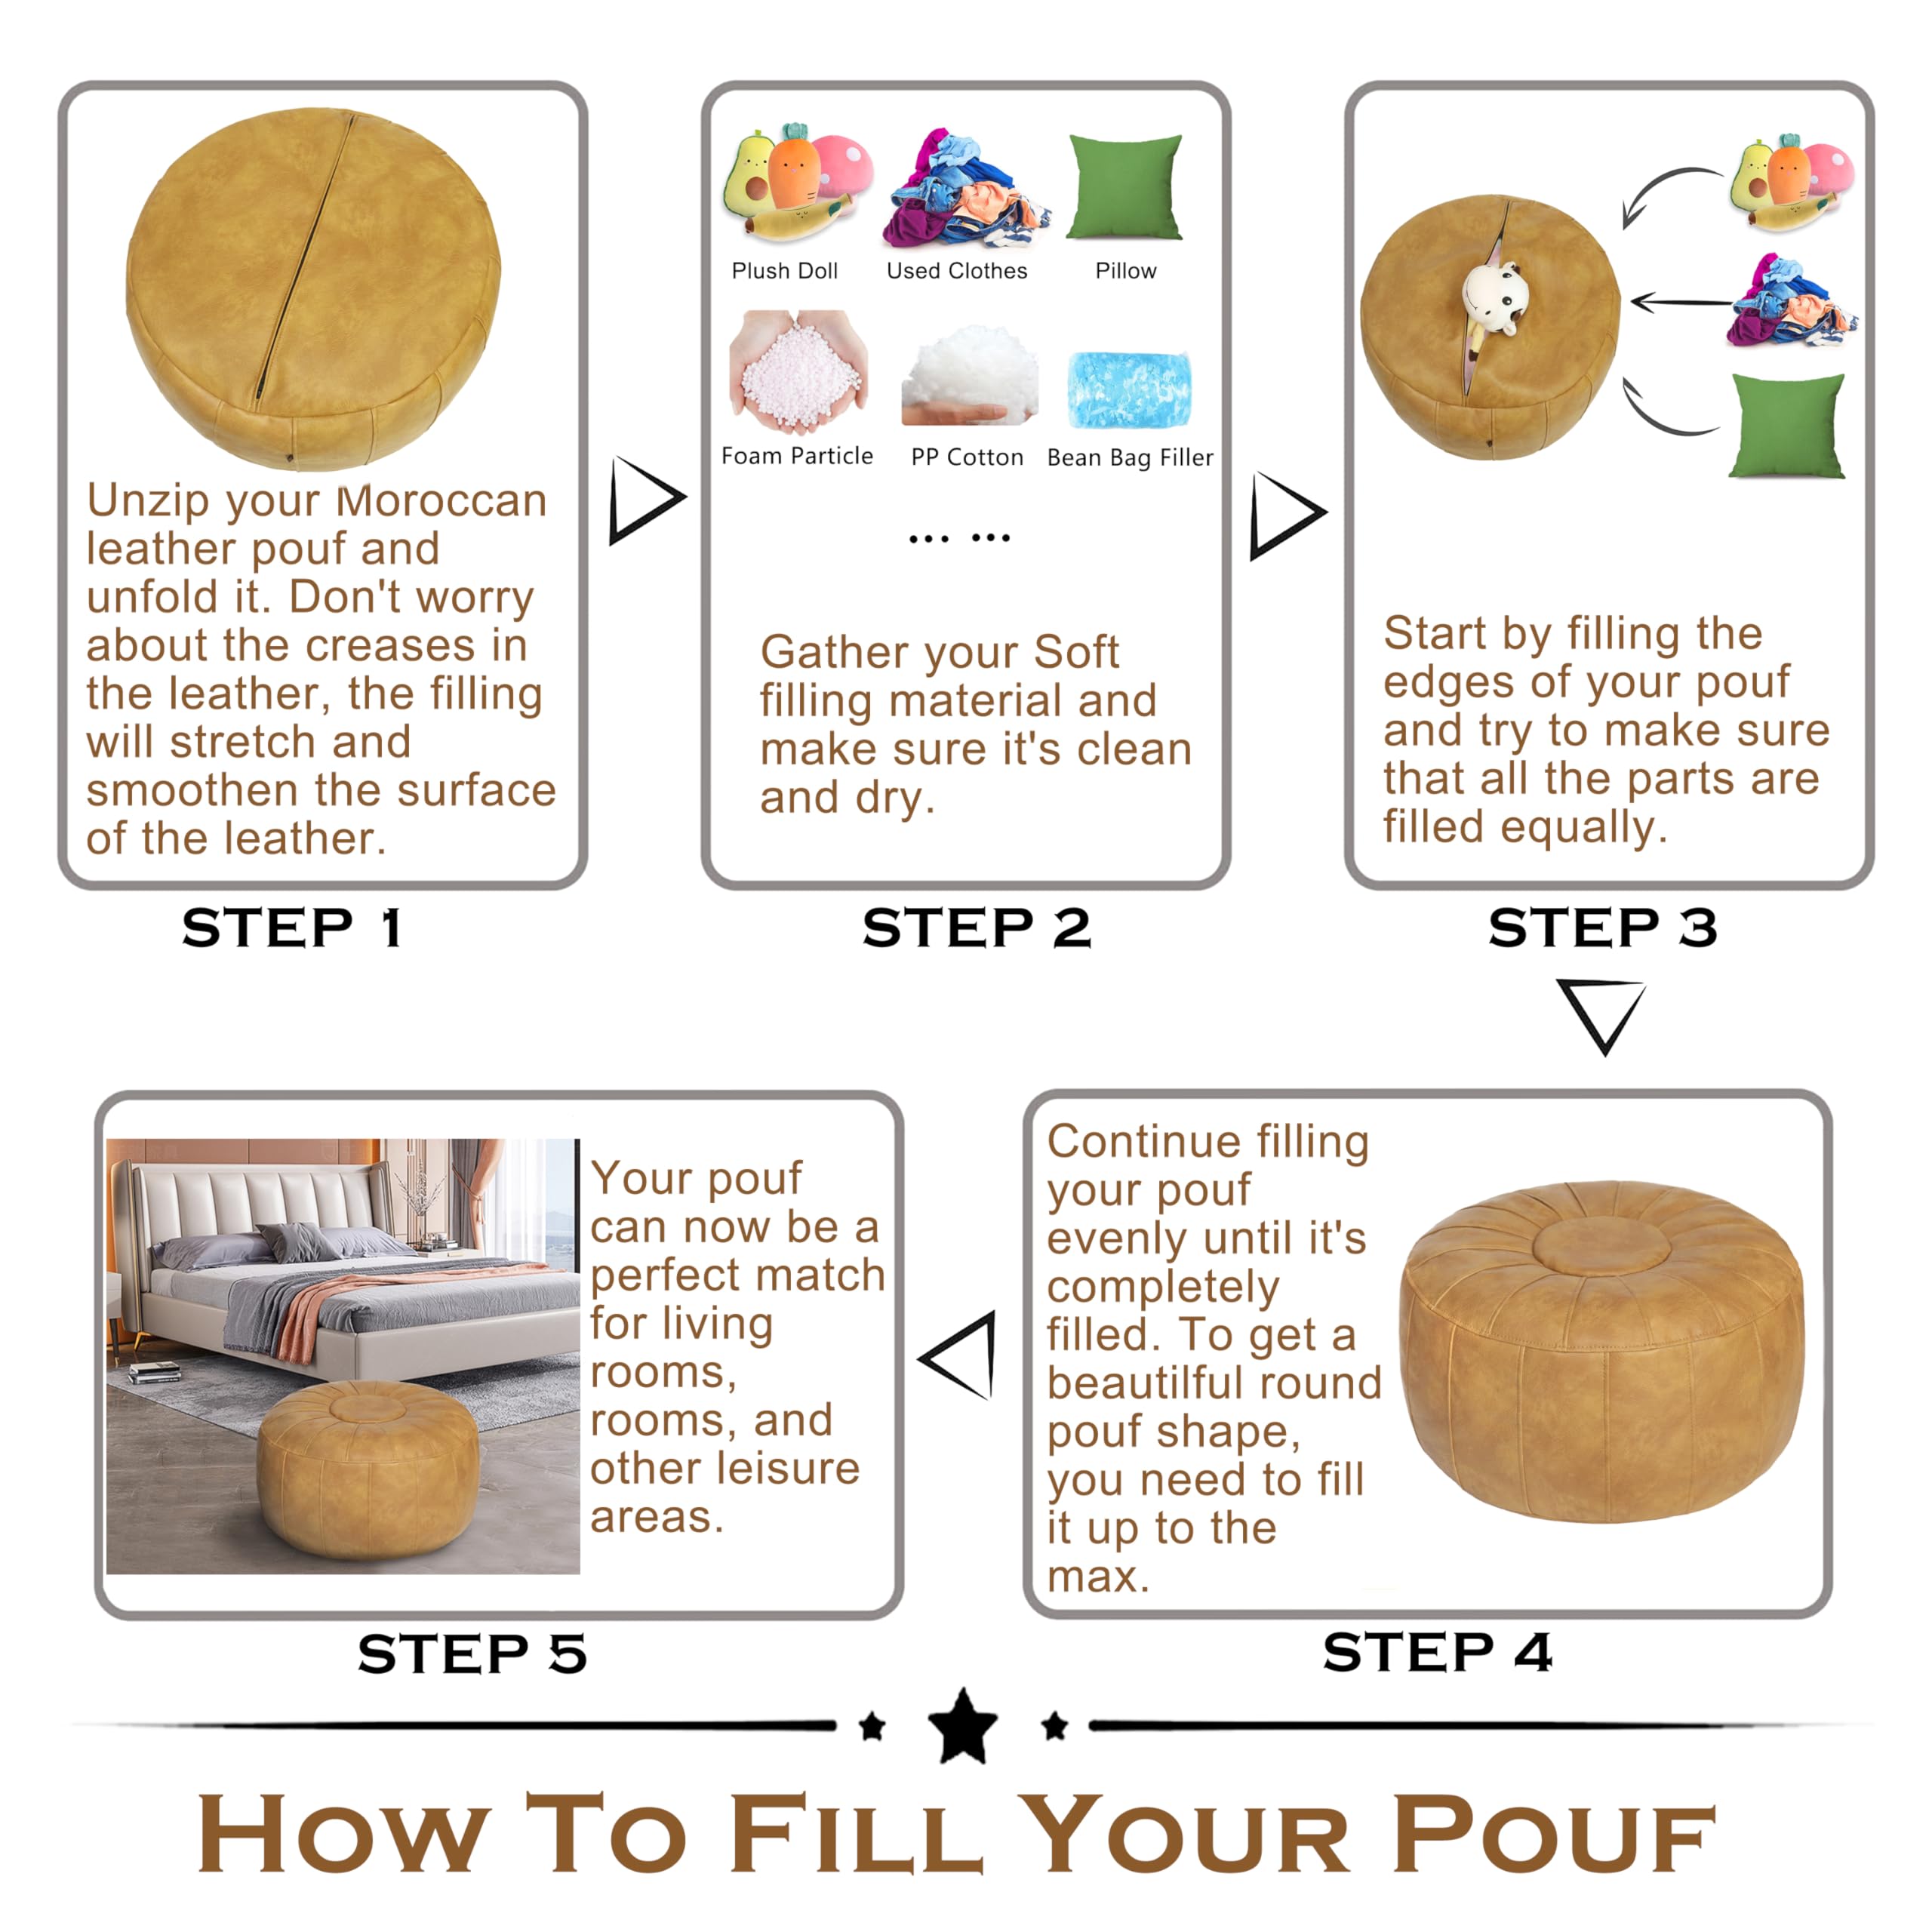 Unzip your Moroccan
leather pouf and
unfold it. Don't worry
about the creases in
the leather, the filling
will stretch and
smoothen the surface
of the leather.
STEP 1
Plush Doll
Used Clothes
Pillow
Foam Particle
PP Cotton
Bean Bag Filler
... ...
Gather your Soft
filling material and
make sure it's clean
and dry.
STEP 2
Start by filling the
edges of your pouf
and try to make sure
that all the parts are
filled equally.
STEP 3
Continue filling
your pouf
evenly until it's
completely
filled. To get a
beautilful round
pouf shape,
you need to fill
it up to the
max.
STEP 4
Your pouf
can now be a
perfect match
for living
rooms,
rooms, and
other leisure
areas.
STEP 5
How To Fill Your Pouf